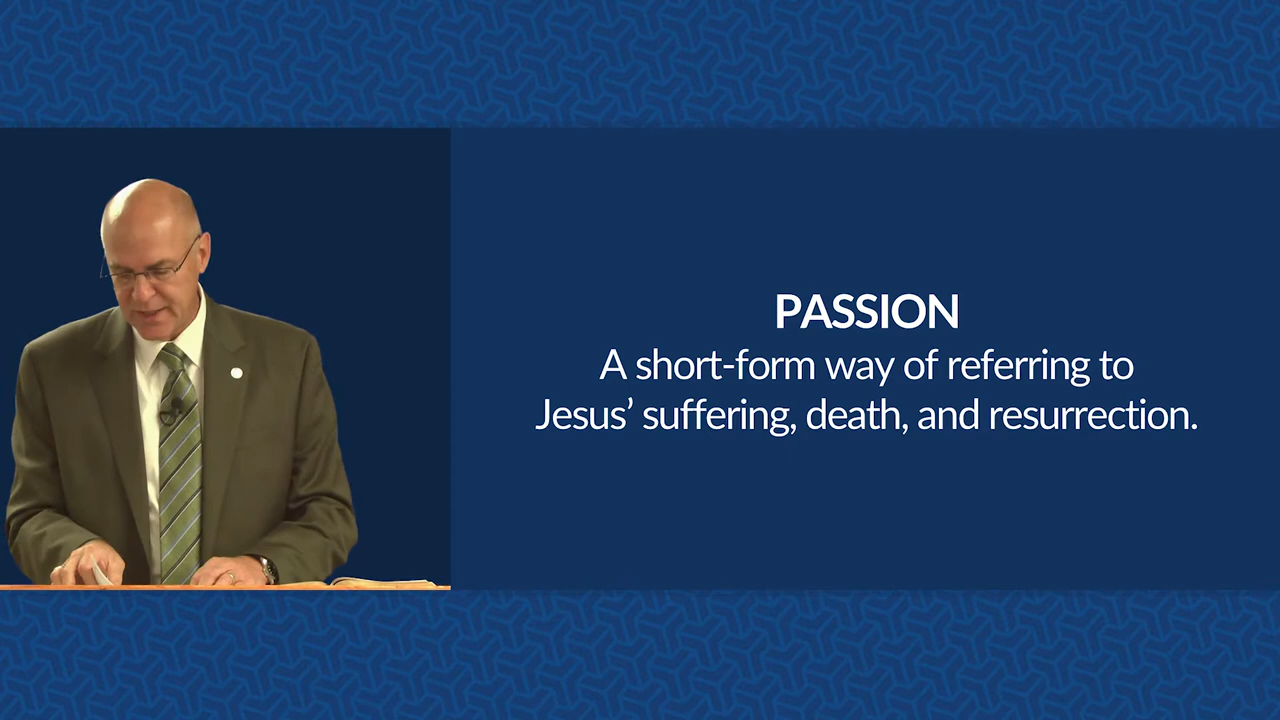 PASSION
A short-form way of referring to
Jesus’ suffering, death, and resurrection.